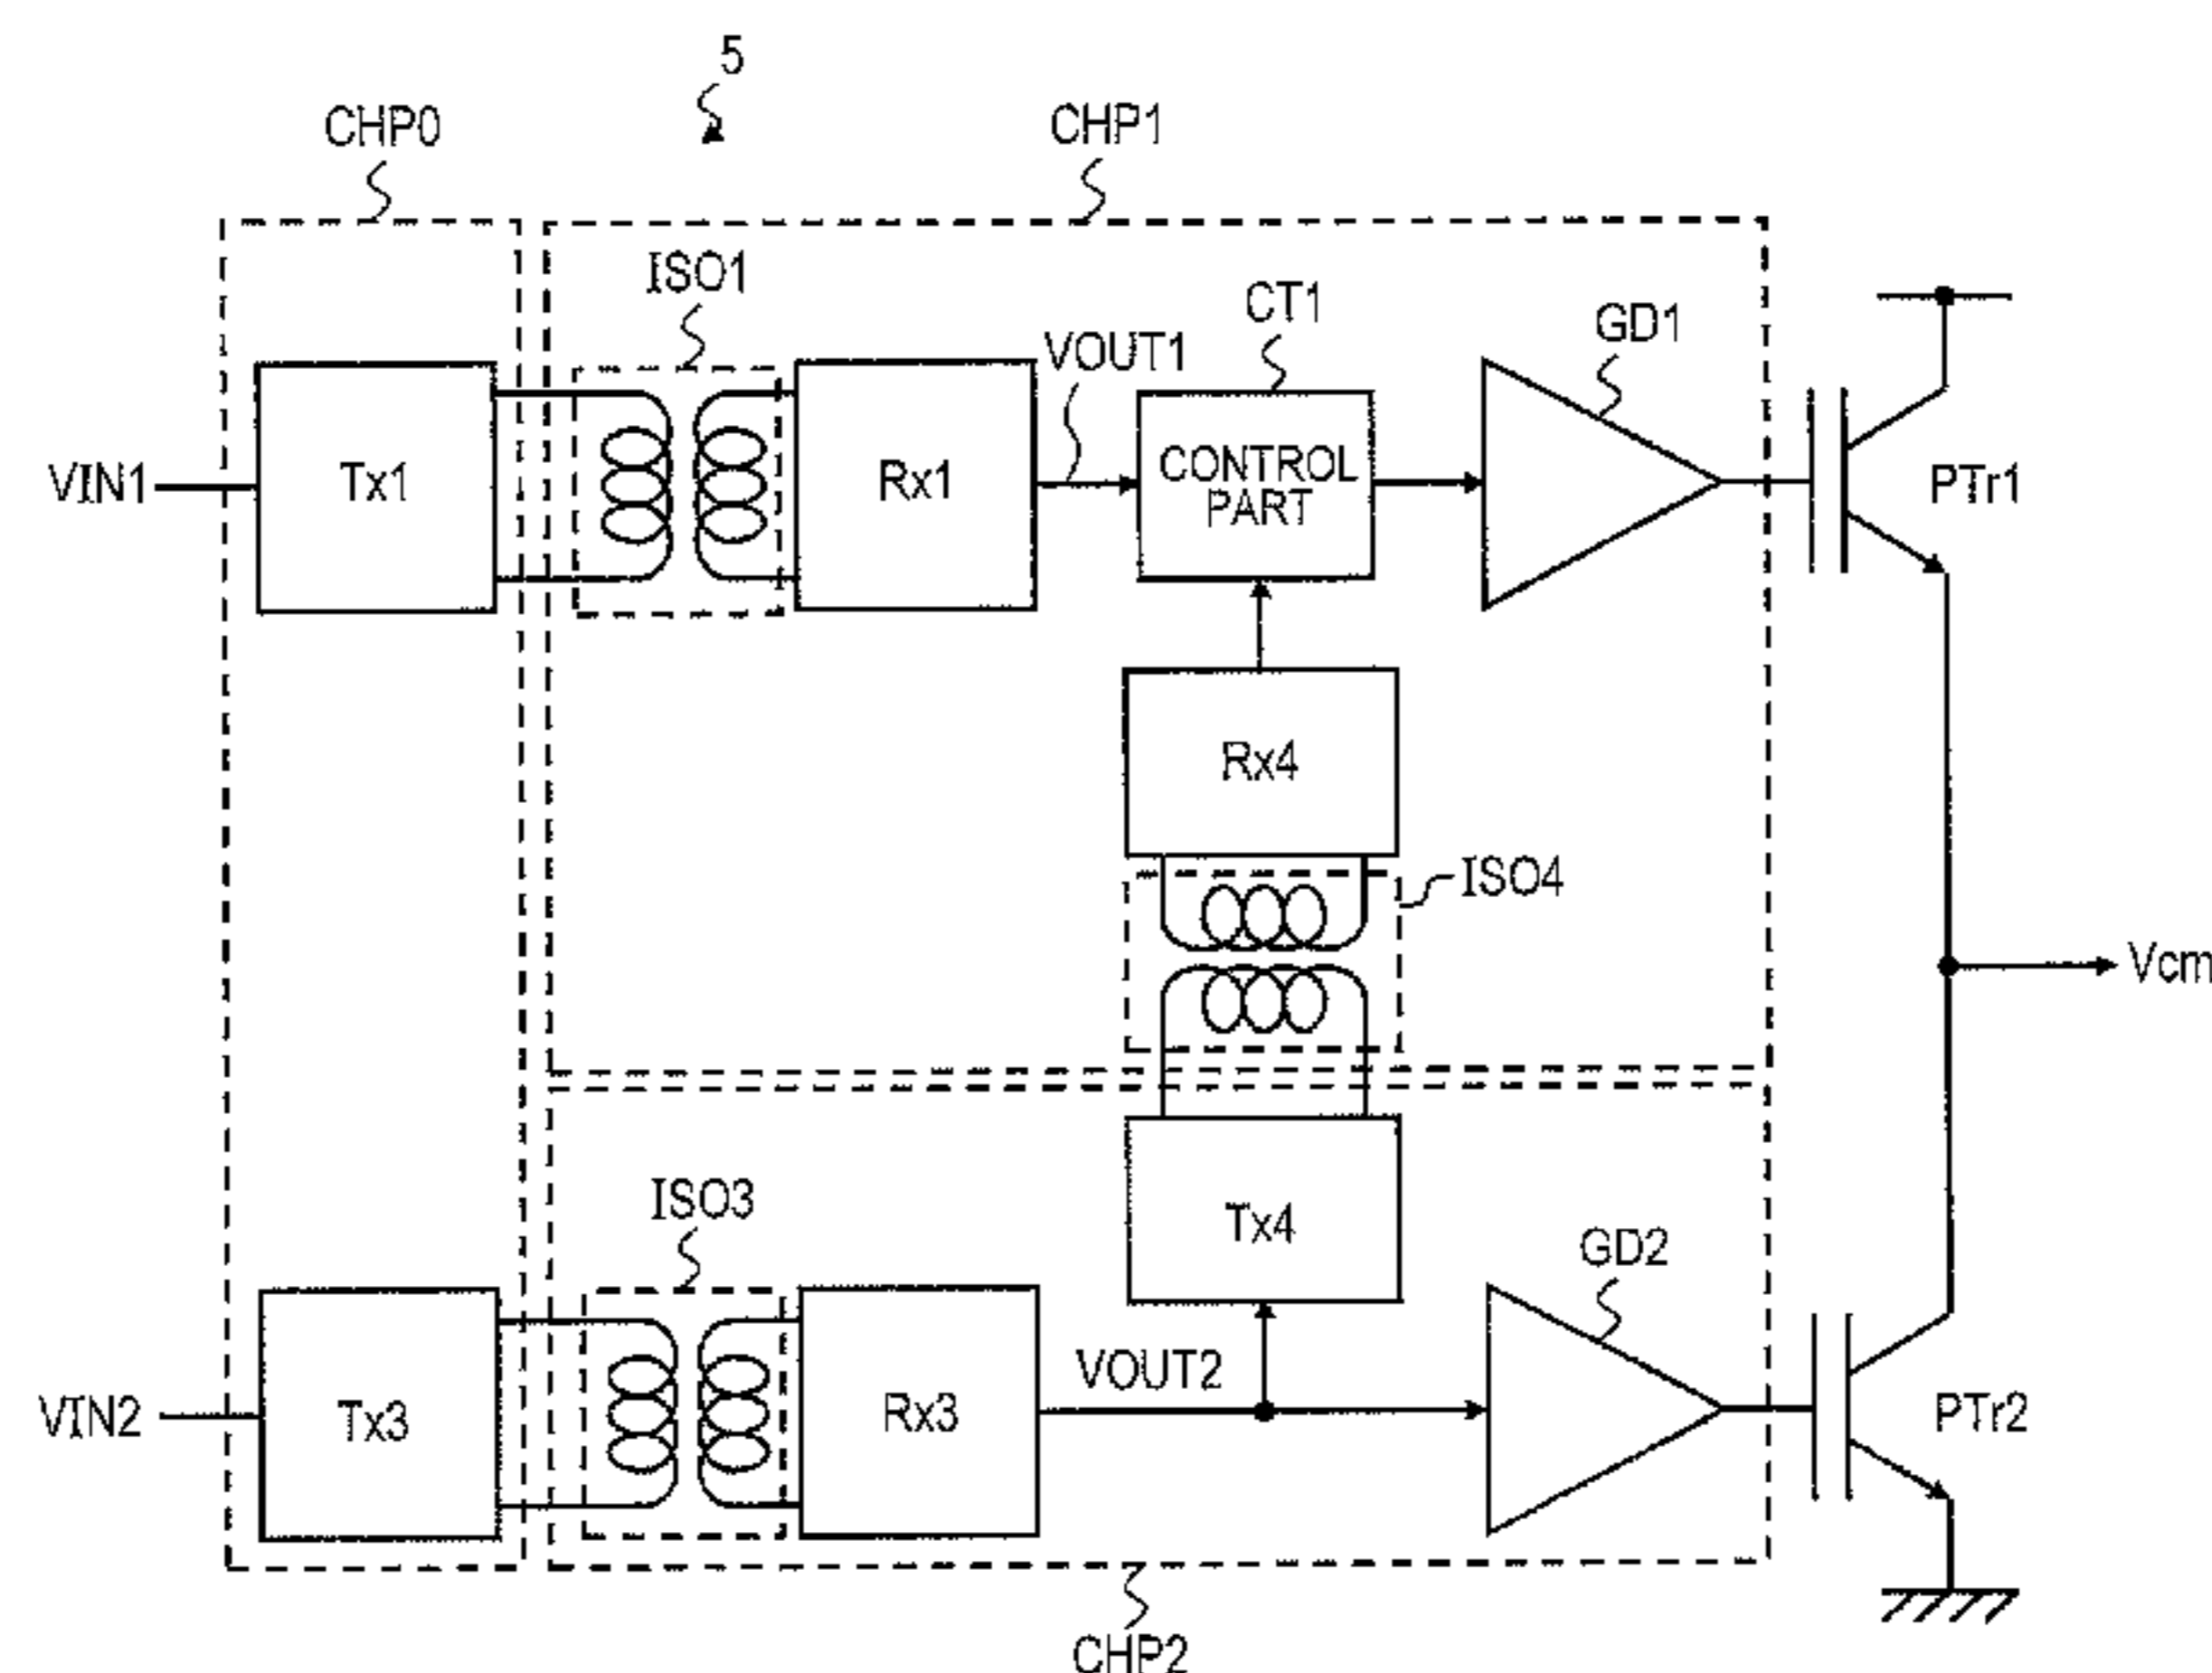 5
CHP0
CHP1
ISO1
CT1
GD1
VOUT1
VIN1
Tx1
Rx1
CONTROL
PART
PTr1
Rx4
ISO4
Vcm
ISO3
Tx4
GD2
VOUT2
VIN2
Tx3
Rx3
PTr2
CHP2